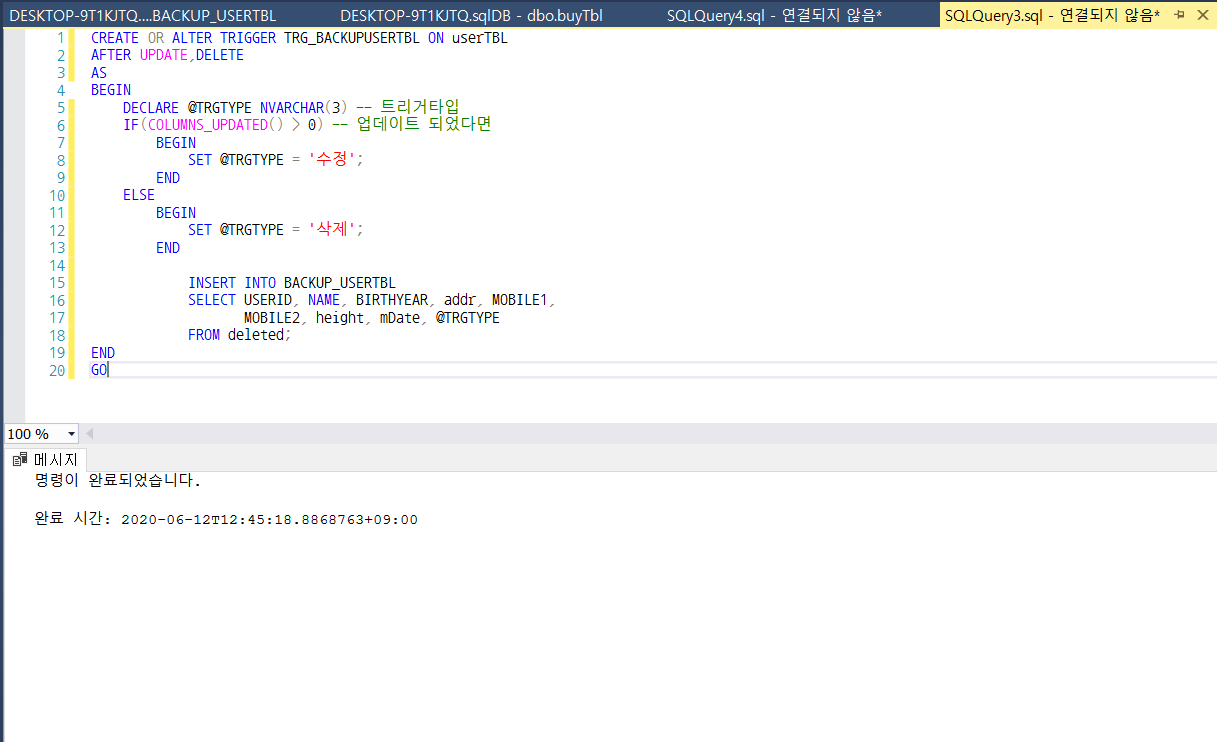 DESKTOP-9T1KJTQ....BACKUP_USERTBL DESKTOP-9T1KJTQ.sqlDB - dbo.buyTbl SQLQuery4.sql - 연결되지 않음* SQLQuery3.sql - 연결되지 않음*
1 CREATE OR ALTER TRIGGER TRG_BACKUPUSERTBL ON userTBL
2 AFTER UPDATE,DELETE
3 AS
4 BEGIN
5 DECLARE @TRGTYPE NVARCHAR(3) -- 트리거타입
6 IF(COLUMNS_UPDATED() > 0) -- 업데이트 되었다면
7 BEGIN
8 SET @TRGTYPE = '수정';
9 END
10 ELSE
11 BEGIN
12 SET @TRGTYPE = '삭제';
13 END
14
15 INSERT INTO BACKUP_USERTBL
16 SELECT USERID, NAME, BIRTHYEAR, addr, MOBILE1,
17 MOBILE2, height, mDate, @TRGTYPE
18 FROM deleted;
19 END
20 GO
100 %
메시지
명령이 완료되었습니다.
완료 시간: 2020-06-12T12:45:18.8868763+09:00